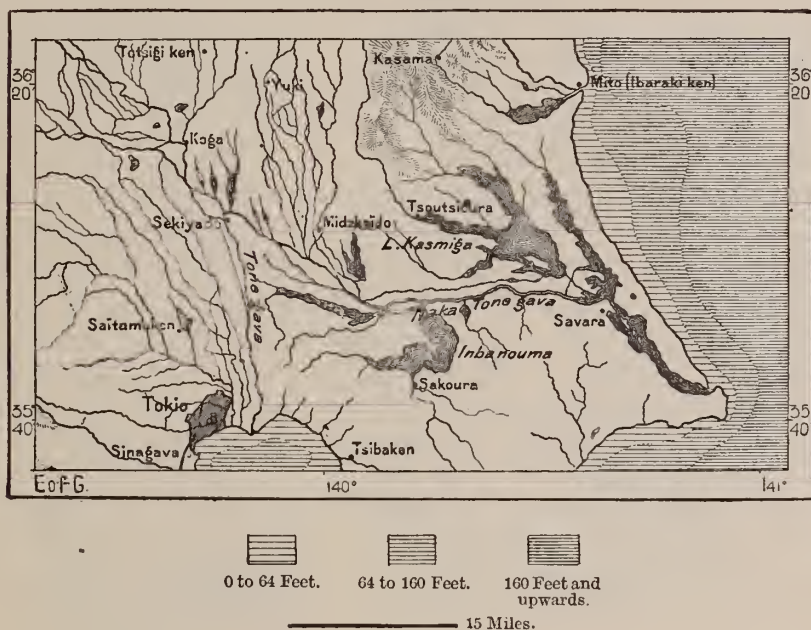 Totsigi ken
Kasama
36°
20'
36°
20'
Yuki
Mito (Ibaraki ken)
Koga
Tsoutsioura
Sekiya
L. Kasmiga
Tone gava
Naka
Tone gava
Savara
Saitamaken
Inbanouma
Sakoura
35°
40'
35°
40'
Tokio
Sinagava
Tsibaken
E of G.
140°
141°
0 to 64 Feet.
64 to 160 Feet.
160 Feet and
upwards.
15 Miles.